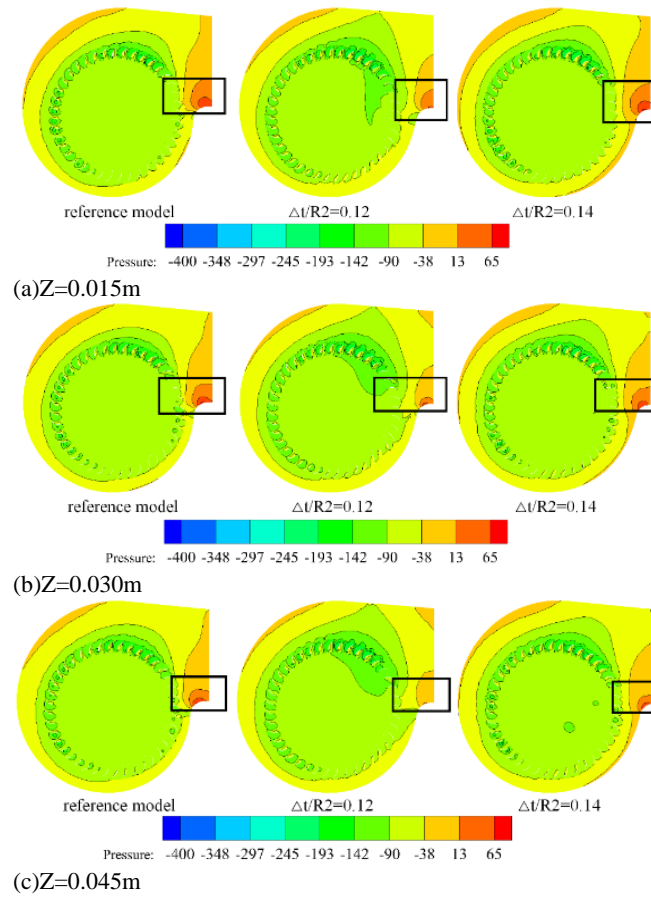 reference model △t/R2=0.12 △t/R2=0.14
Pressure: -400 -348 -297 -245 -193 -142 -90 -38 13 65
(a)Z=0.015m
reference model △t/R2=0.12 △t/R2=0.14
Pressure: -400 -348 -297 -245 -193 -142 -90 -38 13 65
(b)Z=0.030m
reference model △t/R2=0.12 △t/R2=0.14
Pressure: -400 -348 -297 -245 -193 -142 -90 -38 13 65
(c)Z=0.045m